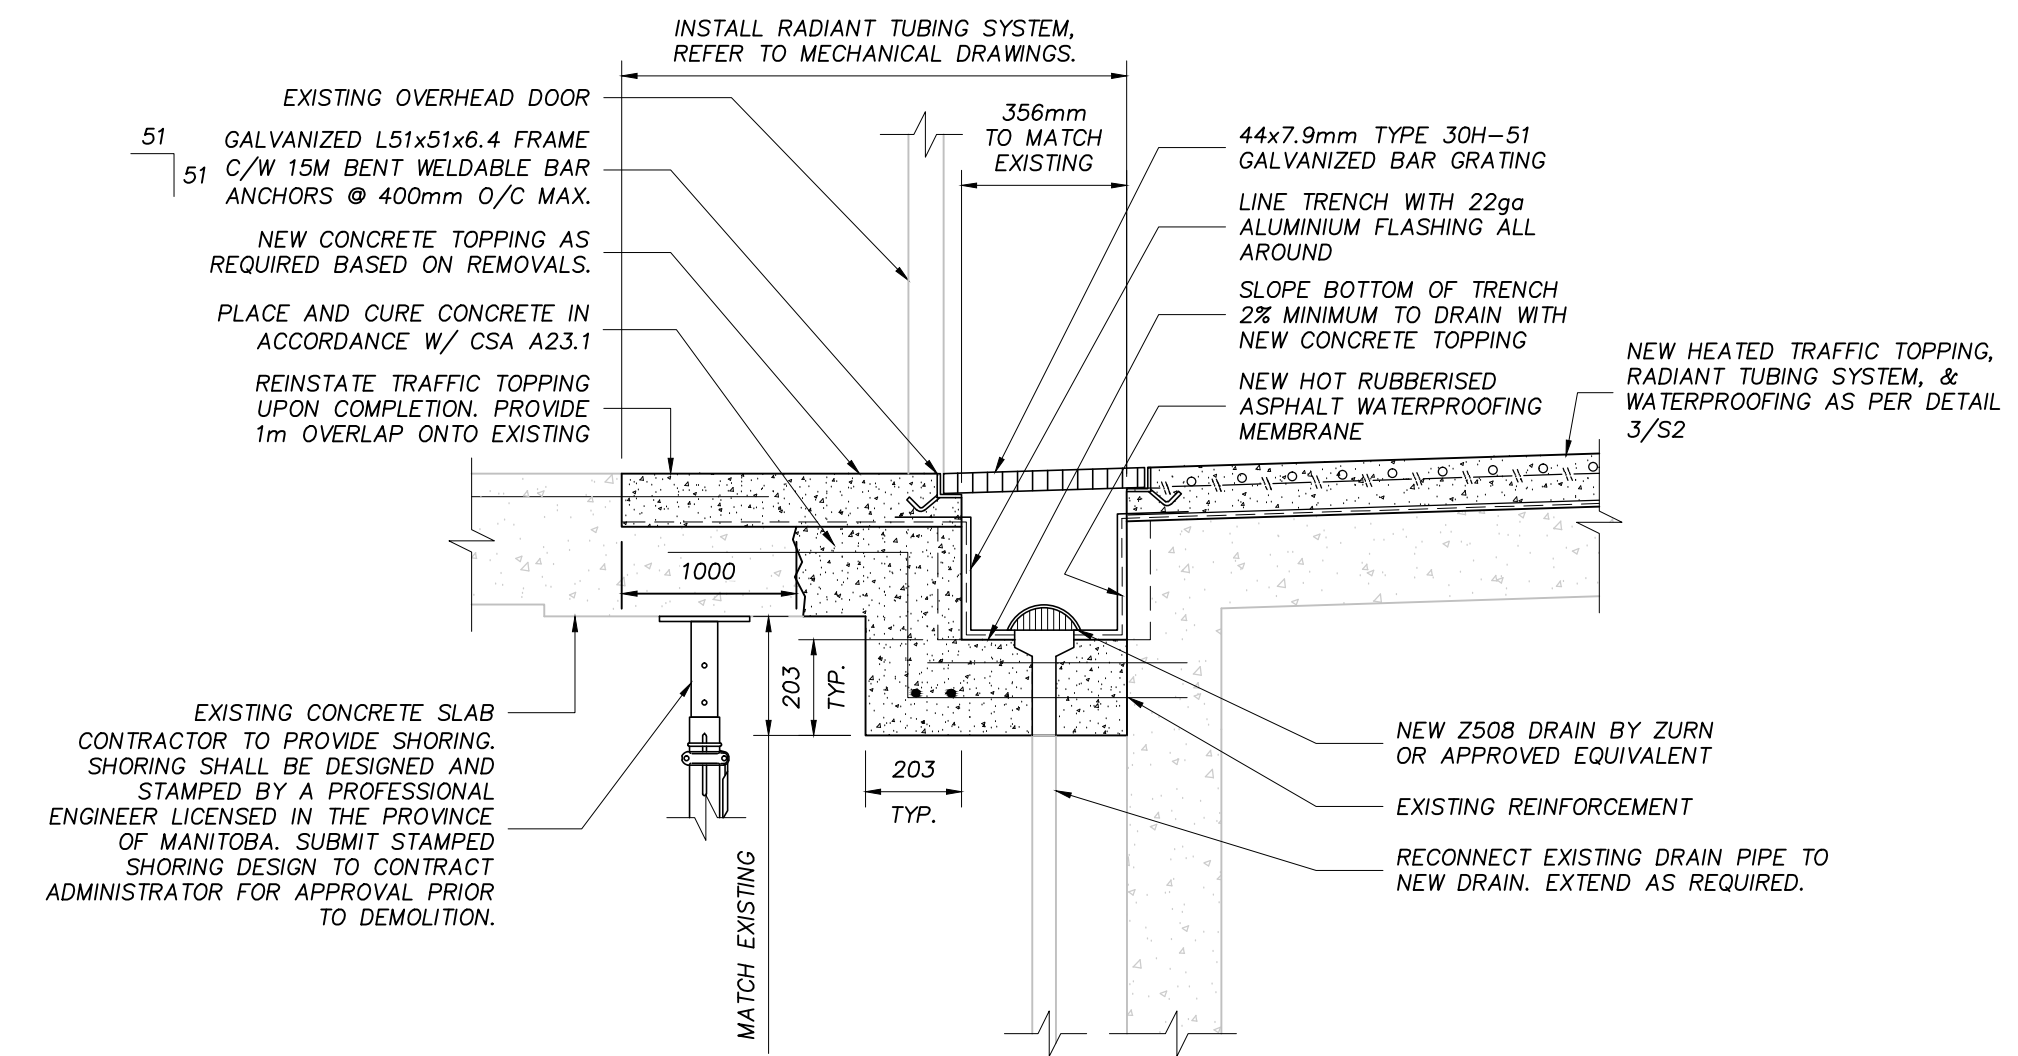 INSTALL RADIANT TUBING SYSTEM,
REFER TO MECHANICAL DRAWINGS.
EXISTING OVERHEAD DOOR
51
51
GALVANIZED L51x51x6.4 FRAME
C/W 15M BENT WELDABLE BAR
ANCHORS @ 400mm O/C MAX.
NEW CONCRETE TOPPING AS
REQUIRED BASED ON REMOVALS.
PLACE AND CURE CONCRETE IN
ACCORDANCE W/ CSA A23.1
REINSTATE TRAFFIC TOPPING
UPON COMPLETION. PROVIDE
1m OVERLAP ONTO EXISTING
356mm
TO MATCH
EXISTING
44x7.9mm TYPE 30H-51
GALVANIZED BAR GRATING
LINE TRENCH WITH 22ga
ALUMINIUM FLASHING ALL
AROUND
SLOPE BOTTOM OF TRENCH
2% MINIMUM TO DRAIN WITH
NEW CONCRETE TOPPING
NEW HOT RUBBERISED
ASPHALT WATERPROOFING
MEMBRANE
NEW HEATED TRAFFIC TOPPING,
RADIANT TUBING SYSTEM, &
WATERPROOFING AS PER DETAIL
3/S2
1000
203
TYP.
203
TYP.
MATCH EXISTING
EXISTING CONCRETE SLAB
CONTRACTOR TO PROVIDE SHORING.
SHORING SHALL BE DESIGNED AND
STAMPED BY A PROFESSIONAL
ENGINEER LICENSED IN THE PROVINCE
OF MANITOBA. SUBMIT STAMPED
SHORING DESIGN TO CONTRACT
ADMINISTRATOR FOR APPROVAL PRIOR
TO DEMOLITION.
NEW Z508 DRAIN BY ZURN
OR APPROVED EQUIVALENT
EXISTING REINFORCEMENT
RECONNECT EXISTING DRAIN PIPE TO
NEW DRAIN. EXTEND AS REQUIRED.